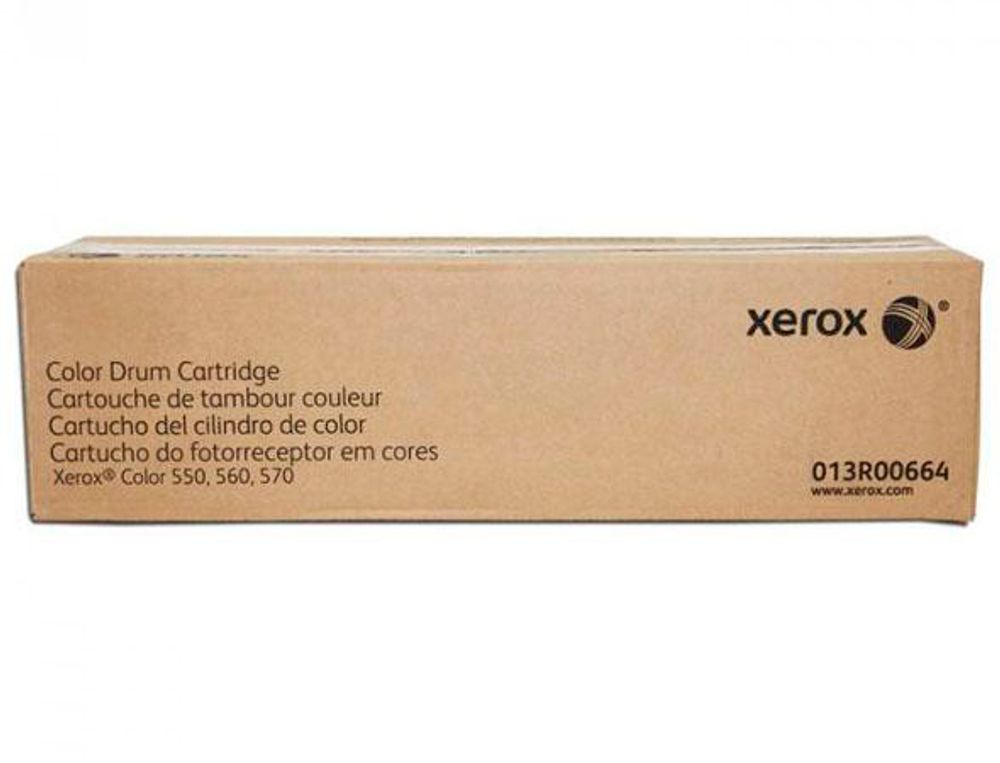 xerox ®
Color Drum Cartridge
Cartouche de tambour couleur
Cartucho del cilindro de color
Cartucho do fotorreceptor em cores
Xerox® Color 550, 560, 570
013R00664
www.xerox.com